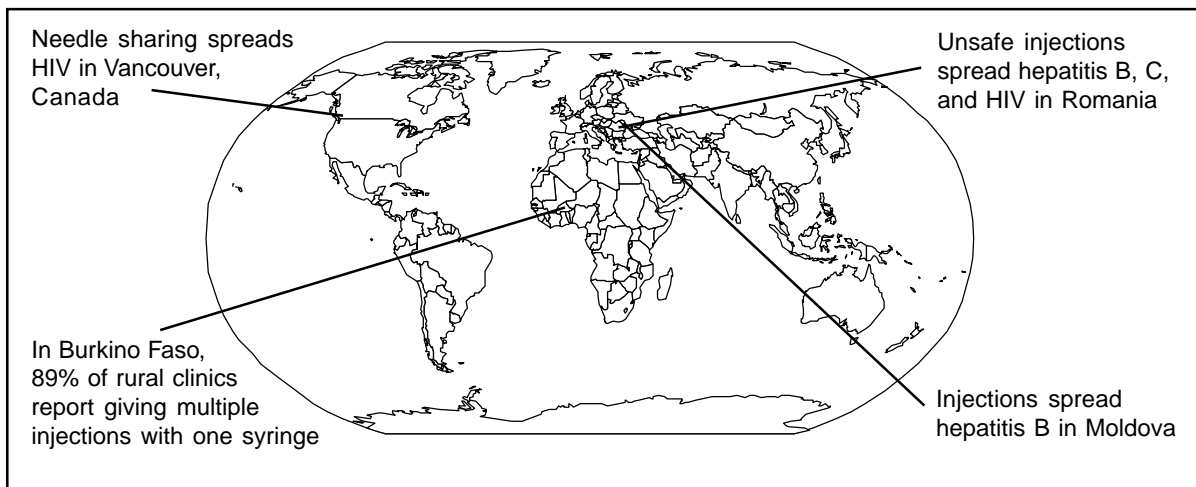 Needle sharing spreads
HIV in Vancouver,
Canada
Unsafe injections
spread hepatitis B, C,
and HIV in Romania
In Burkino Faso,
89% of rural clinics
report giving multiple
injections with one syringe
Injections spread
hepatitis B in Moldova